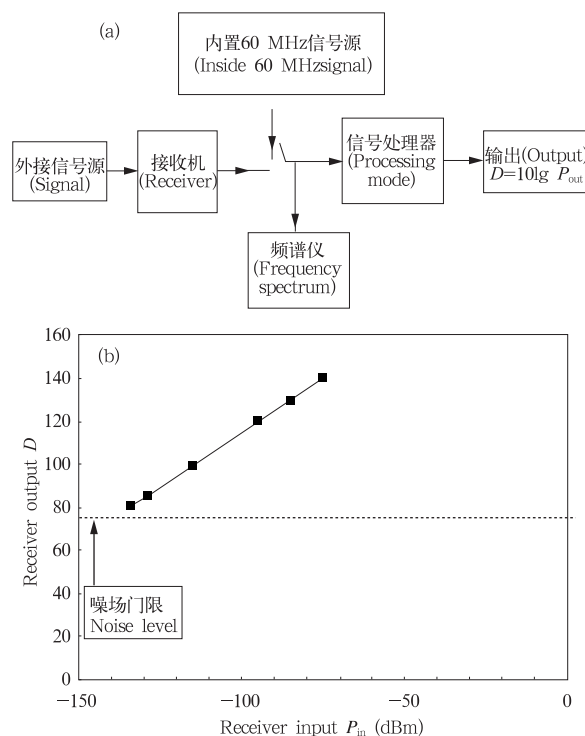 (a)
内置60 MHz信号源
(Inside 60 MHzsignal)
外接信号源
(Signal)
接收机
(Receiver)
信号处理器
(Processing
mode)
输出(Output)
D=10lg Pout
频谱仪
(Frequency
spectrum)
(b)
160
140
120
100
80
60
40
20
0
Receiver output D
噪场门限
Noise level
−150
−100
−50
0
Receiver input Pin (dBm)